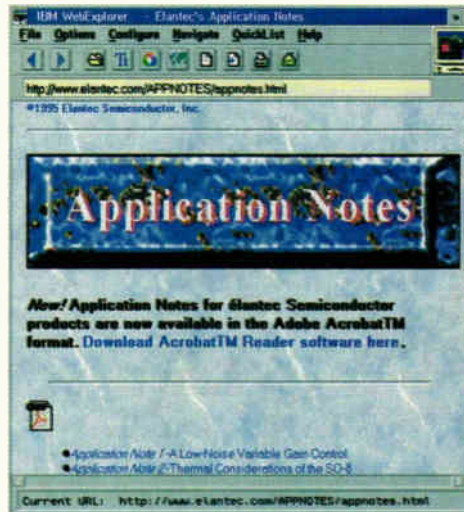 IBM WebExplorer - Elantec's Application Notes
File Options Configure Navigate QuickList Help
http://www.elantec.com/APPNOTES/appnotes.html
©1995 Elantec Semiconductor, Inc.
Application Notes
New! Application Notes for élantec Semiconductor
products are now available in the Adobe AcrobatTM
format. Download AcrobatTM Reader software here.
●Application Note 1-A Low-Noise Variable Gain Control
●Application Note 2-Thermal Considerations of the SO-8
Current URL: http://www.elantec.com/APPNOTES/appnotes.html